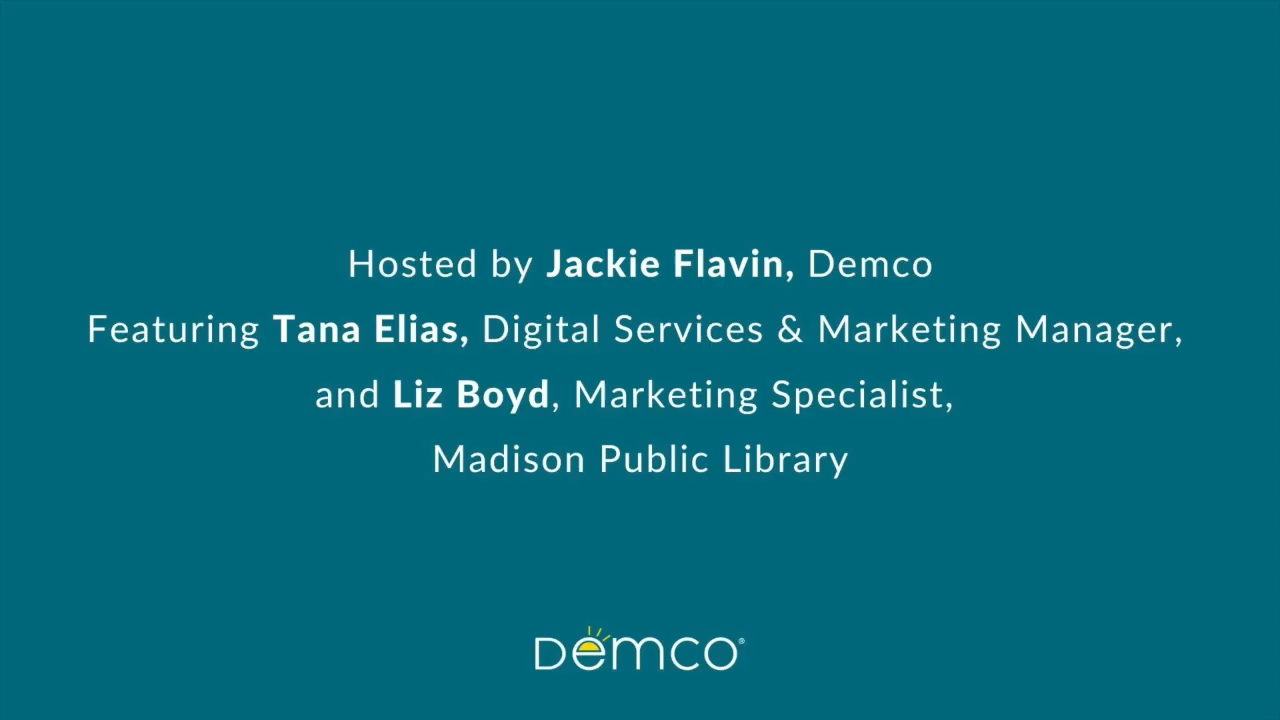 Hosted by Jackie Flavin, Demco
Featuring Tana Elias, Digital Services & Marketing Manager,
and Liz Boyd, Marketing Specialist,
Madison Public Library
Demco®